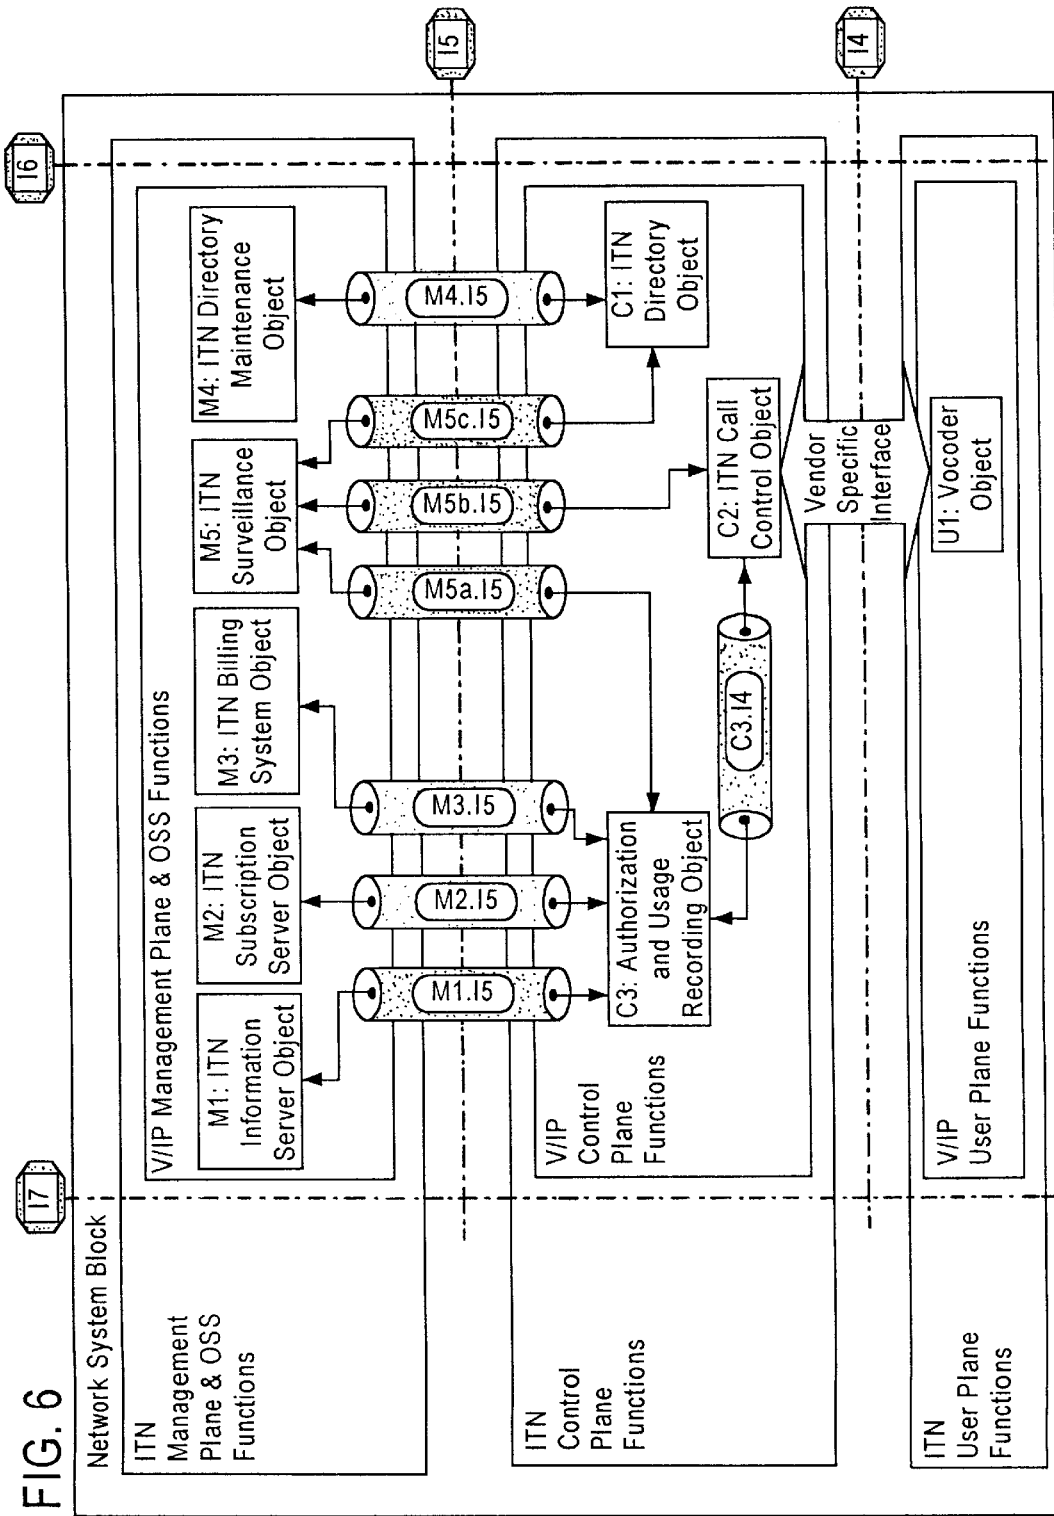 FIG. 6
Network System Block
I7
I6
I5
I4
ITN
Management
Plane & OSS
Functions
V/IP Management Plane & OSS Functions
M1: ITN
Information
Server Object
M2: ITN
Subscription
Server Object
M3: ITN Billing
System Object
M5: ITN
Surveillance
Object
M4: ITN Directory
Maintenance
Object
M1.I5
M2.I5
M3.I5
M5a.I5
M5b.I5
M5c.I5
M4.I5
ITN
Control
Plane
Functions
V/IP
Control
Plane
Functions
C3: Authorization
and Usage
Recording Object
C3.I4
C2: ITN Call
Control Object
C1: ITN
Directory
Object
Vendor
Specific
Interface
ITN
User Plane
Functions
V/IP
User Plane Functions
U1: Vocoder
Object